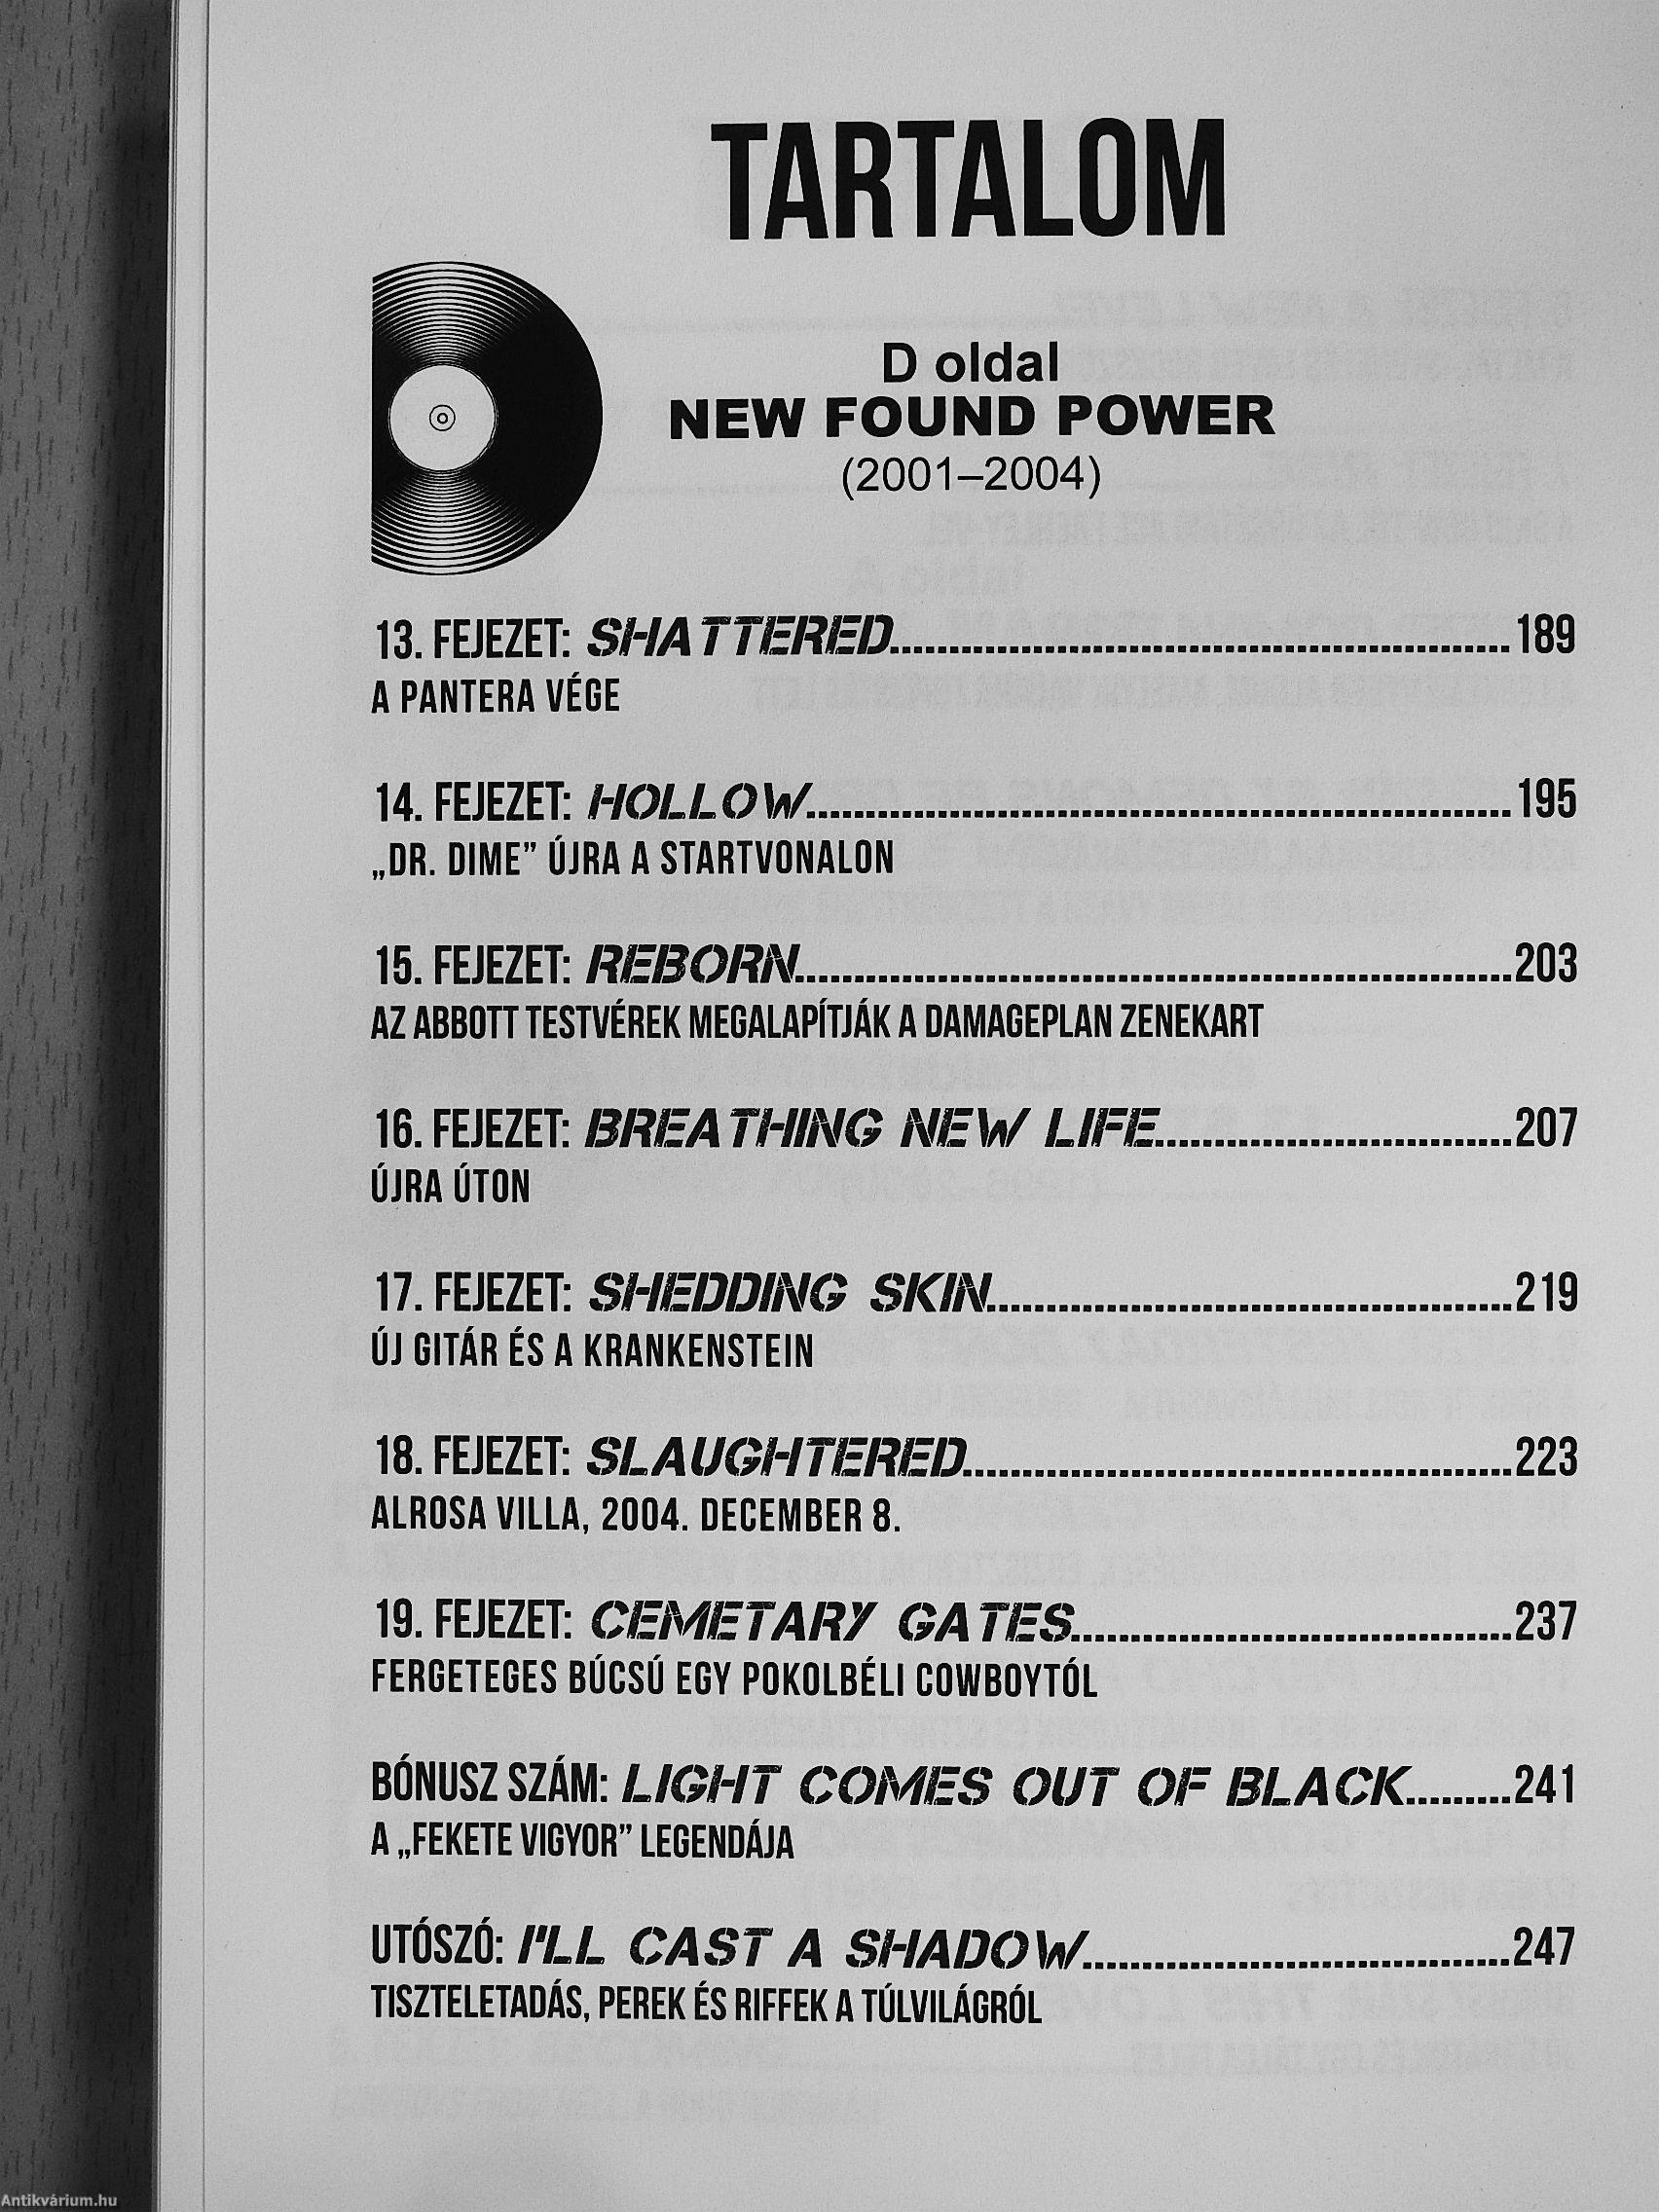 TARTALOM
D oldal
NEW FOUND POWER
(2001–2004)
13. FEJEZET: SHATTERED....................................................189
A PANTERA VÉGE
14. FEJEZET: HOLLOW...........................................................195
„DR. DIME” ÚJRA A STARTVONALON
15. FEJEZET: REBORN............................................................203
AZ ABBOTT TESTVÉREK MEGALAPÍTJÁK A DAMAGEPLAN ZENEKART
16. FEJEZET: BREATHING NEW LIFE..............................207
ÚJRA ÚTON
17. FEJEZET: SHEDDING SKIN............................................219
ÚJ GITÁR ÉS A KRANKENSTEIN
18. FEJEZET: SLAUGHTERED..............................................223
ALROSA VILLA, 2004. DECEMBER 8.
19. FEJEZET: CEMETARY GATES.....................................237
FERGETEGES BÚCSÚ EGY POKOLBÉLI COWBOYTÓL
BÓNUSZ SZÁM: LIGHT COMES OUT OF BLACK.........241
A „FEKETE VIGYOR” LEGENDÁJA
UTÓSZÓ: I'LL CAST A SHADOW....................................247
TISZTELETADÁS, PEREK ÉS RIFFEK A TÚLVILÁGRÓL
Antikvárium.hu